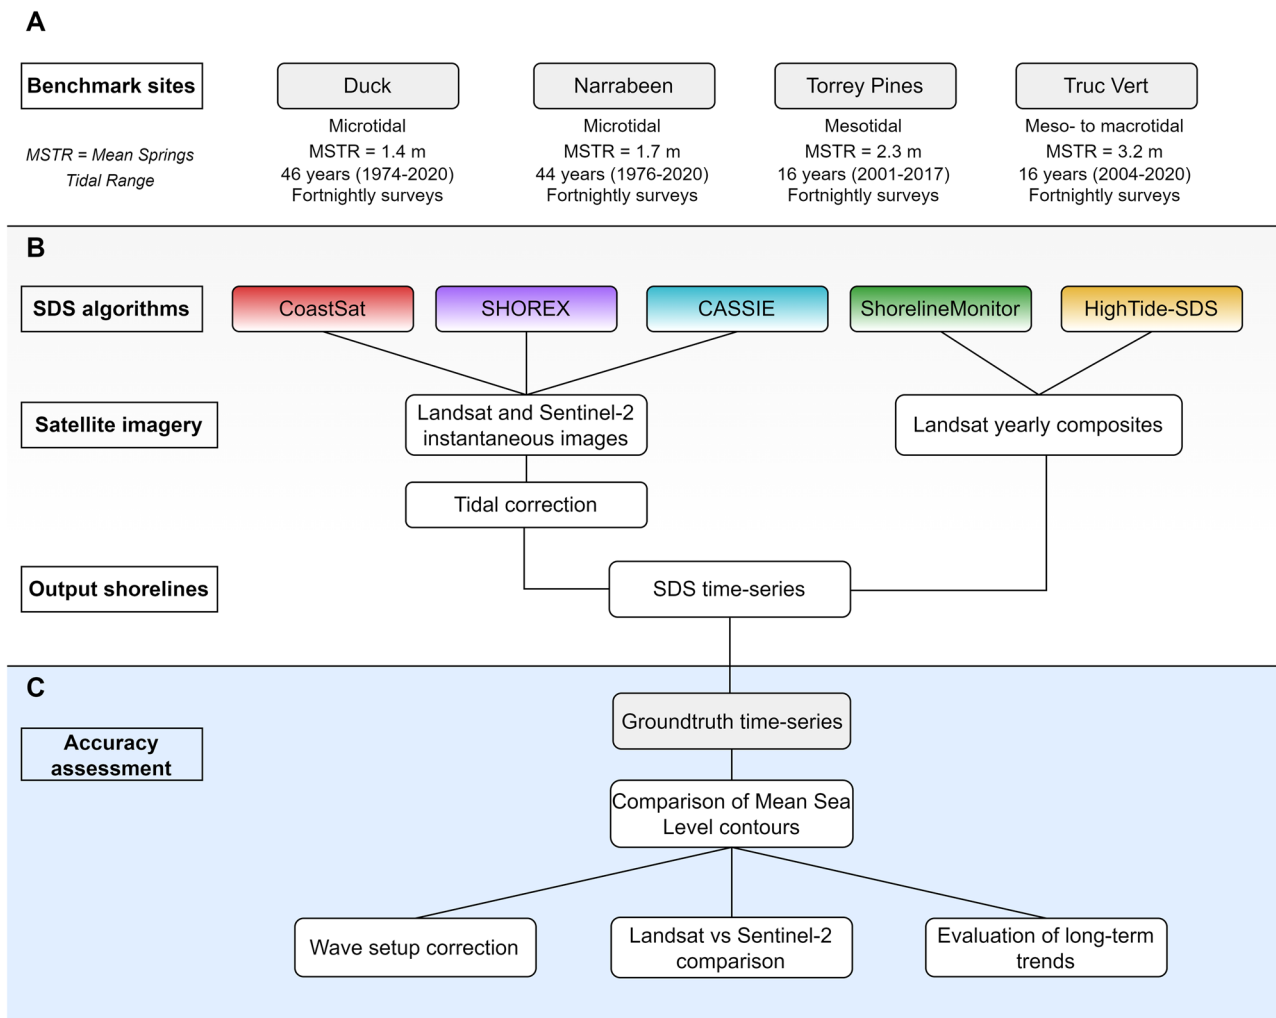 A
Benchmark sites
MSTR = Mean Springs
Tidal Range
Duck
Microtidal
MSTR = 1.4 m
46 years (1974-2020)
Fortnightly surveys
Narrabeen
Microtidal
MSTR = 1.7 m
44 years (1976-2020)
Fortnightly surveys
Torrey Pines
Mesotidal
MSTR = 2.3 m
16 years (2001-2017)
Fortnightly surveys
Truc Vert
Meso- to macrotidal
MSTR = 3.2 m
16 years (2004-2020)
Fortnightly surveys
B
SDS algorithms
CoastSat
SHOREX
CASSIE
ShorelineMonitor
HighTide-SDS
Satellite imagery
Landsat and Sentinel-2
instantaneous images
Landsat yearly composites
Tidal correction
Output shorelines
SDS time-series
C
Accuracy
assessment
Groundtruth time-series
Comparison of Mean Sea
Level contours
Wave setup correction
Landsat vs Sentinel-2
comparison
Evaluation of long-term
trends